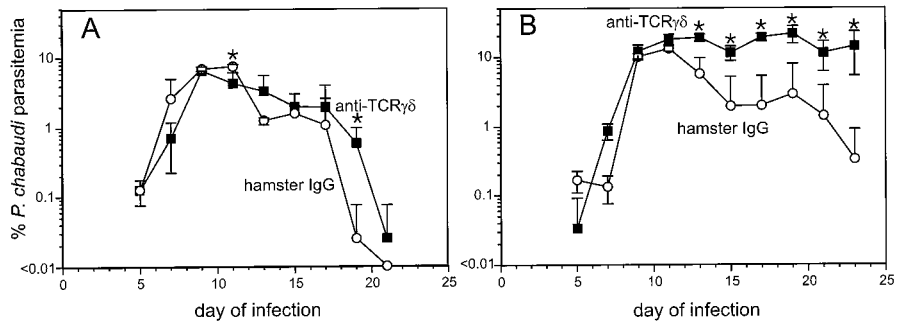 A
% P. chabaudi parasitemia
100
10
1
0.1
<0.01
*
anti-TCRγδ
*
hamster IgG
0 5 10 15 20 25
day of infection
B
100
10
1
0.1
<0.01
anti-TCRγδ
* * * * * *
hamster IgG
0 5 10 15 20 25
day of infection